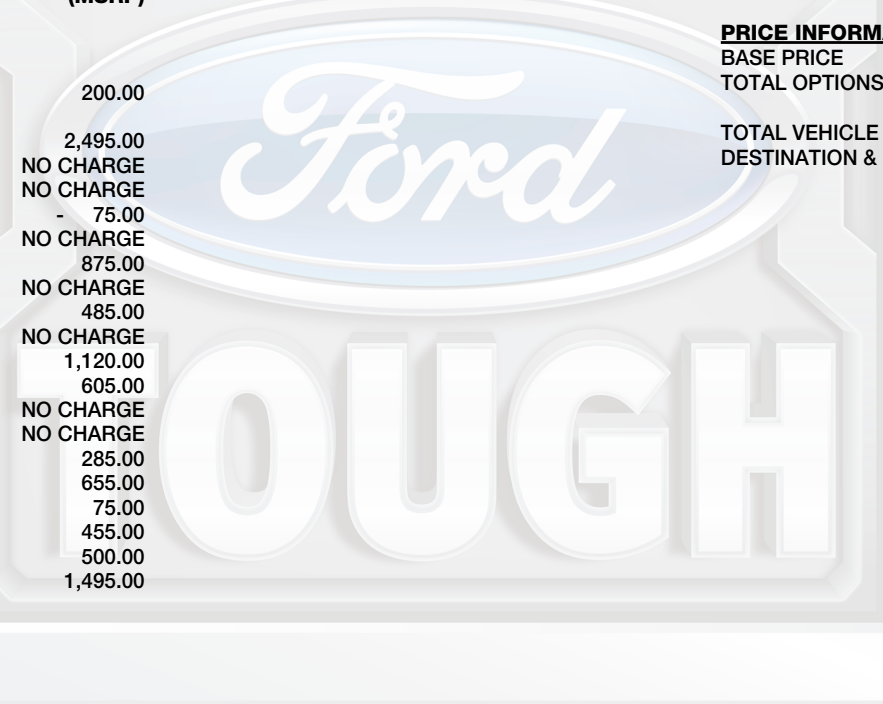 (MSRP)
200.00
2,495.00
NO CHARGE
NO CHARGE
- 75.00
NO CHARGE
875.00
NO CHARGE
485.00
NO CHARGE
1,120.00
605.00
NO CHARGE
NO CHARGE
285.00
655.00
75.00
455.00
500.00
1,495.00
PRICE INFORMA
BASE PRICE
TOTAL OPTIONS
TOTAL VEHICLE
DESTINATION &
Ford
TOUGH